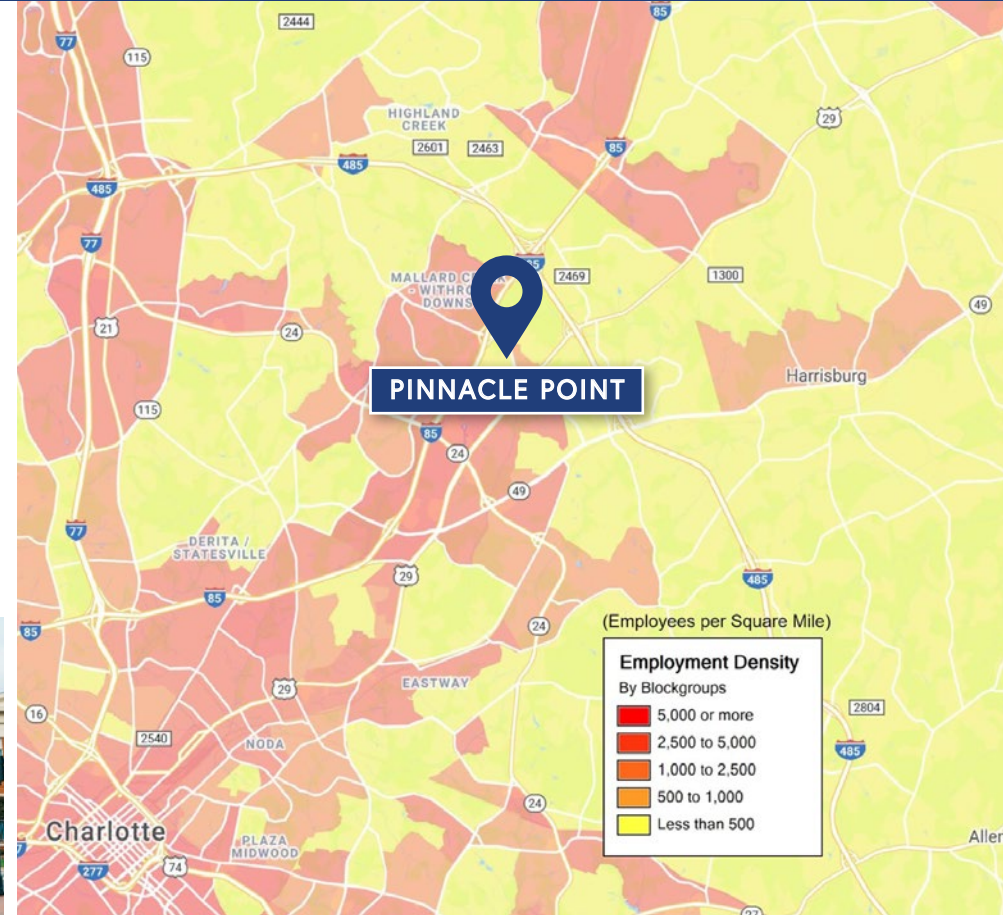 85
2444
77
115
29
HIGHLAND
CREEK
2601
2463
85
485
485
77
MALLARD
- WITHRO
DOWNS
2469
1300
49
21
24
Harrisburg
PINNACLE POINT
115
85
24
49
77
DERITA /
STATESVILLE
29
485
85
85
24
(Employees per Square Mile)
Employment Density
By Blockgroups
5,000 or more
2,500 to 5,000
1,000 to 2,500
500 to 1,000
Less than 500
EASTWAY
29
16
2804
2540
NODA
485
24
Charlotte
PLAZA
MIDWOOD
Aller
74
277